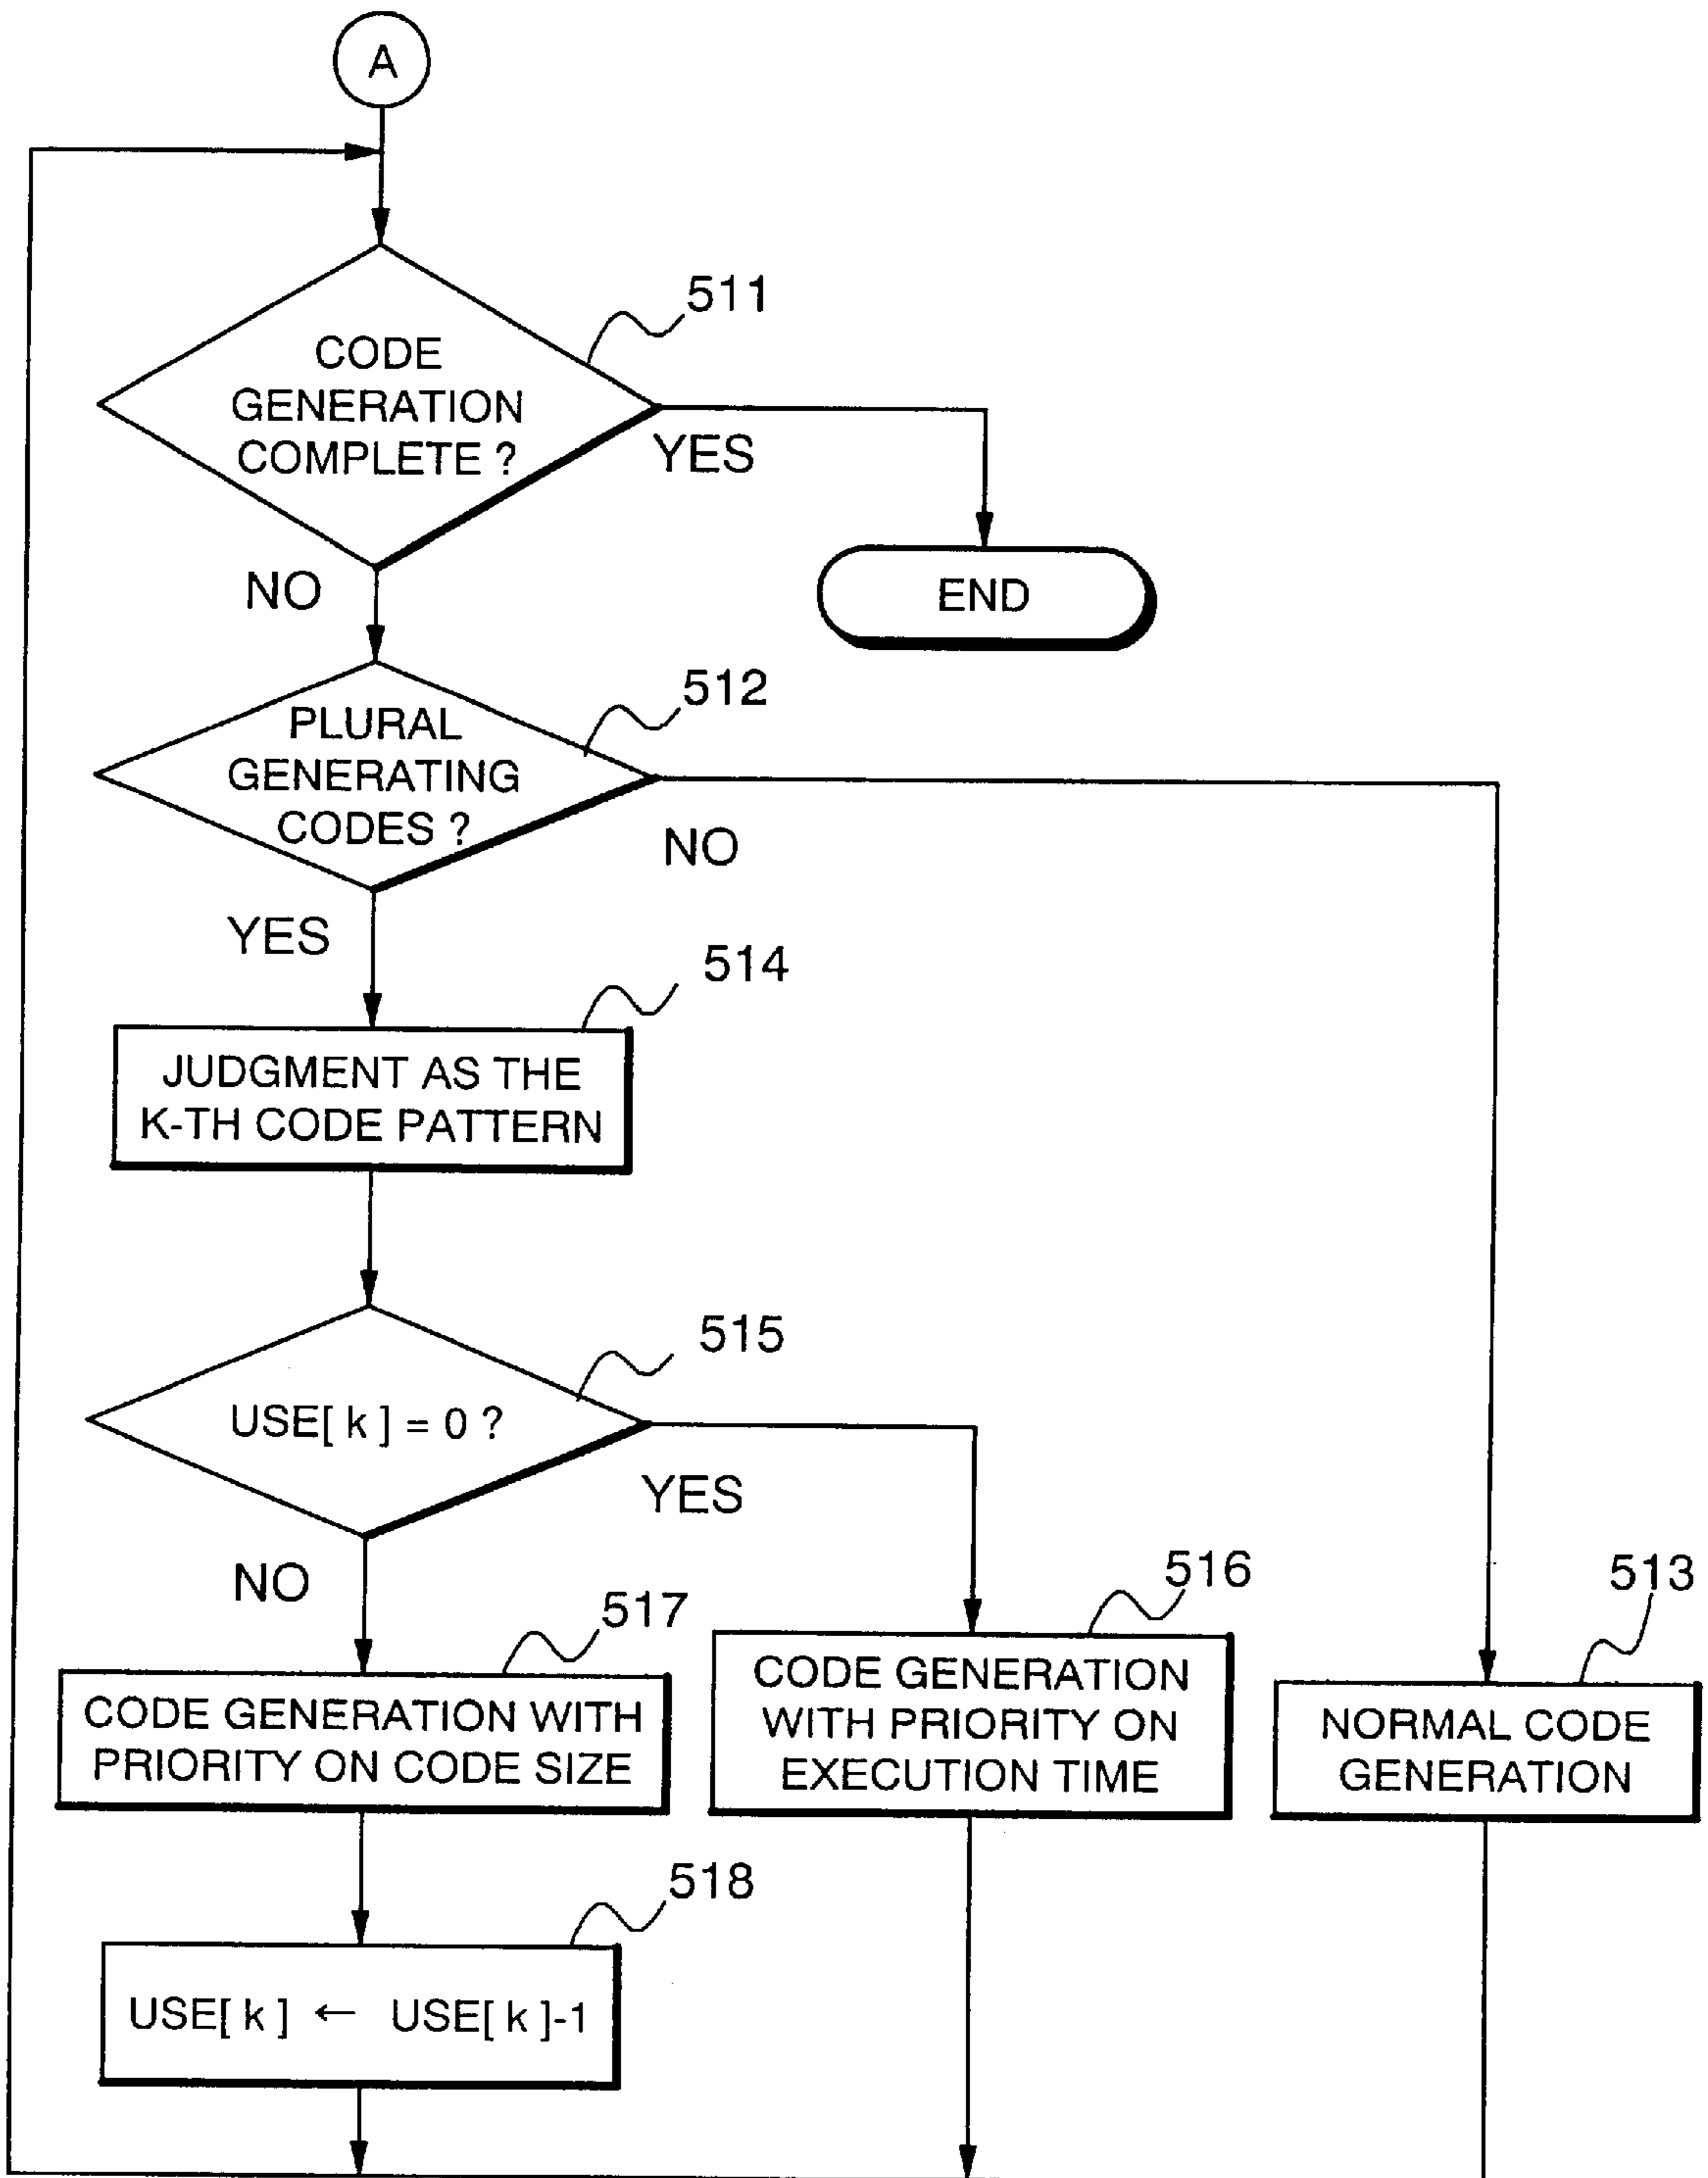 A
511
CODE
GENERATION
COMPLETE ?
YES
NO
END
512
PLURAL
GENERATING
CODES ?
NO
YES
514
JUDGMENT AS THE
K-TH CODE PATTERN
515
USE[ k ] = 0 ?
YES
NO
516
513
517
CODE GENERATION
WITH PRIORITY ON
EXECUTION TIME
NORMAL CODE
GENERATION
CODE GENERATION WITH
PRIORITY ON CODE SIZE
518
USE[ k ] ← USE[ k ]-1